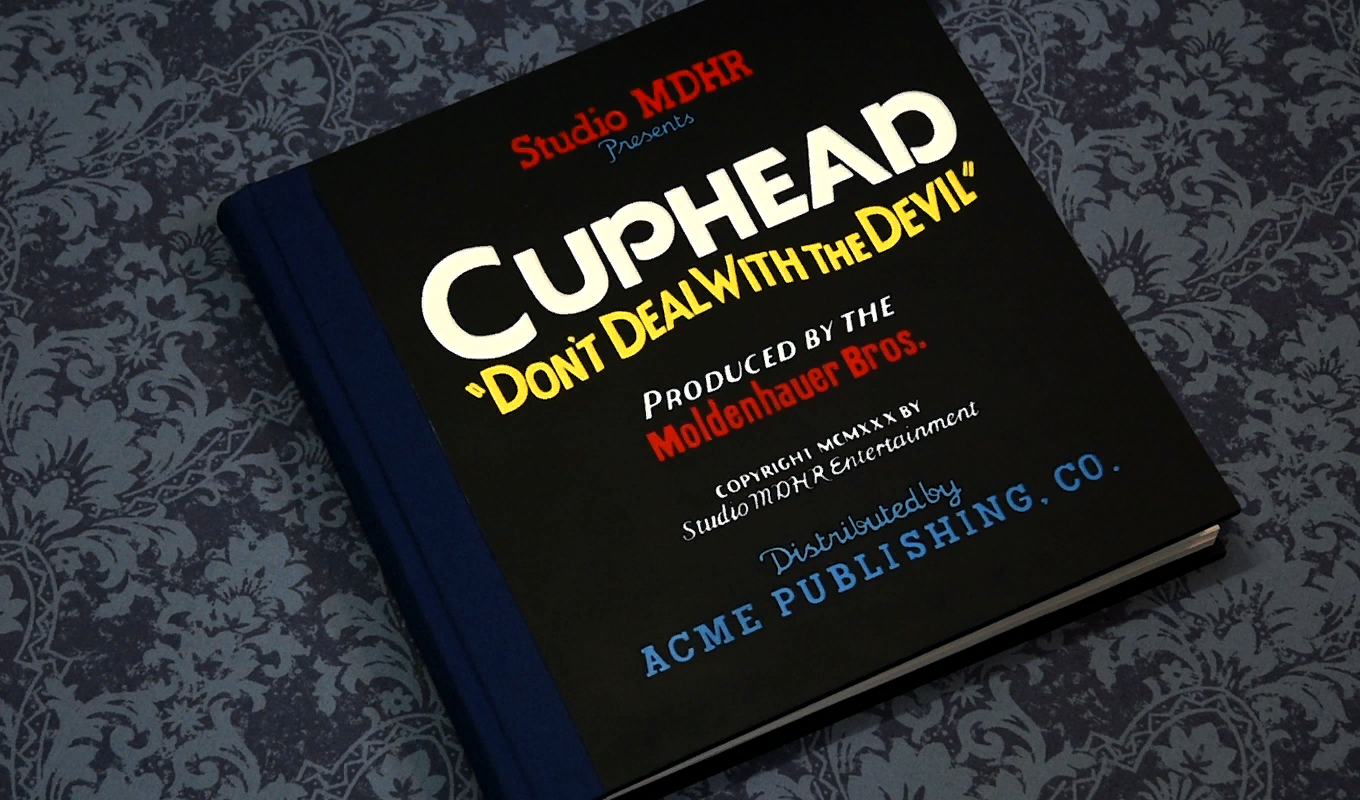 Studio MDHR
Presents
CUPHEAD
"DON'T DEAL WITH THE DEVIL"
PRODUCED BY THE
Moldenhauer Bros.
COPYRIGHT MCMXXX BY
Studio MDHR Entertainment
Distributed by
ACME PUBLISHING. CO.